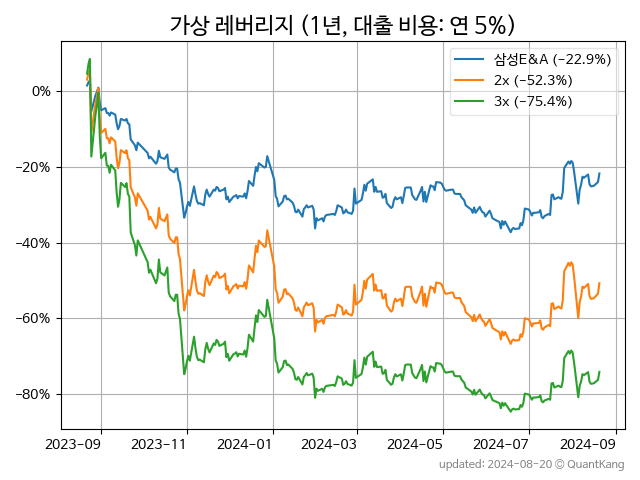 가상 레버리지 (1년, 대출 비용: 연 5%)
삼성E&A (−22.9%)
2x (−52.3%)
3x (−75.4%)
0%
−20%
−40%
−60%
−80%
2023-09 2023-11 2024-01 2024-03 2024-05 2024-07 2024-09
updated: 2024-08-20 © QuantKang